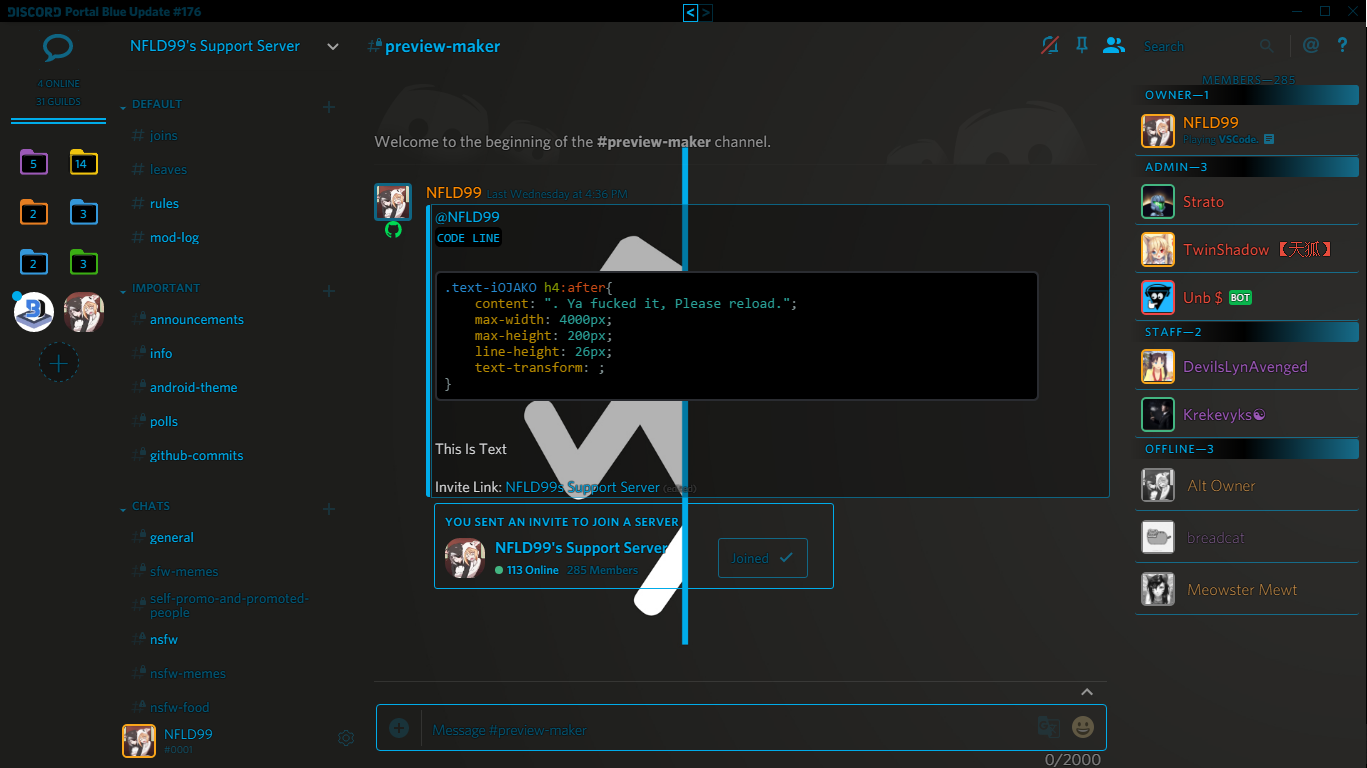 DISCORD Portal Blue Update #176
< >
NFLD99's Support Server
4 ONLINE
31 GUILDS
5
14
2
3
2
3
DEFAULT
joins
leaves
rules
mod-log
IMPORTANT
announcements
info
android-theme
polls
github-commits
CHATS
general
sfw-memes
self-promo-and-promoted-
people
nsfw
nsfw-memes
nsfw-food
NFLD99
#0001
#preview-maker
Search
@ ?
Welcome to the beginning of the #preview-maker channel.
NFLD99 Last Wednesday at 4:36 PM
@NFLD99
CODE LINE
.text-iOJAKO h4:after{
content: ". Ya fucked it, Please reload.";
max-width: 4000px;
max-height: 200px;
line-height: 26px;
text-transform: ;
}
This Is Text
Invite Link: NFLD99s Support Server (edited)
YOU SENT AN INVITE TO JOIN A SERVER
NFLD99's Support Server
113 Online 285 Members
Joined
Message #preview-maker
0/2000
MEMBERS—285
OWNER—1
NFLD99
Playing VSCode.
ADMIN—3
Strato
TwinShadow 【天狐】
Unb $ BOT
STAFF—2
DevilsLynAvenged
Krekevyks☯
OFFLINE—3
Alt Owner
breadcat
Meowster Mewt